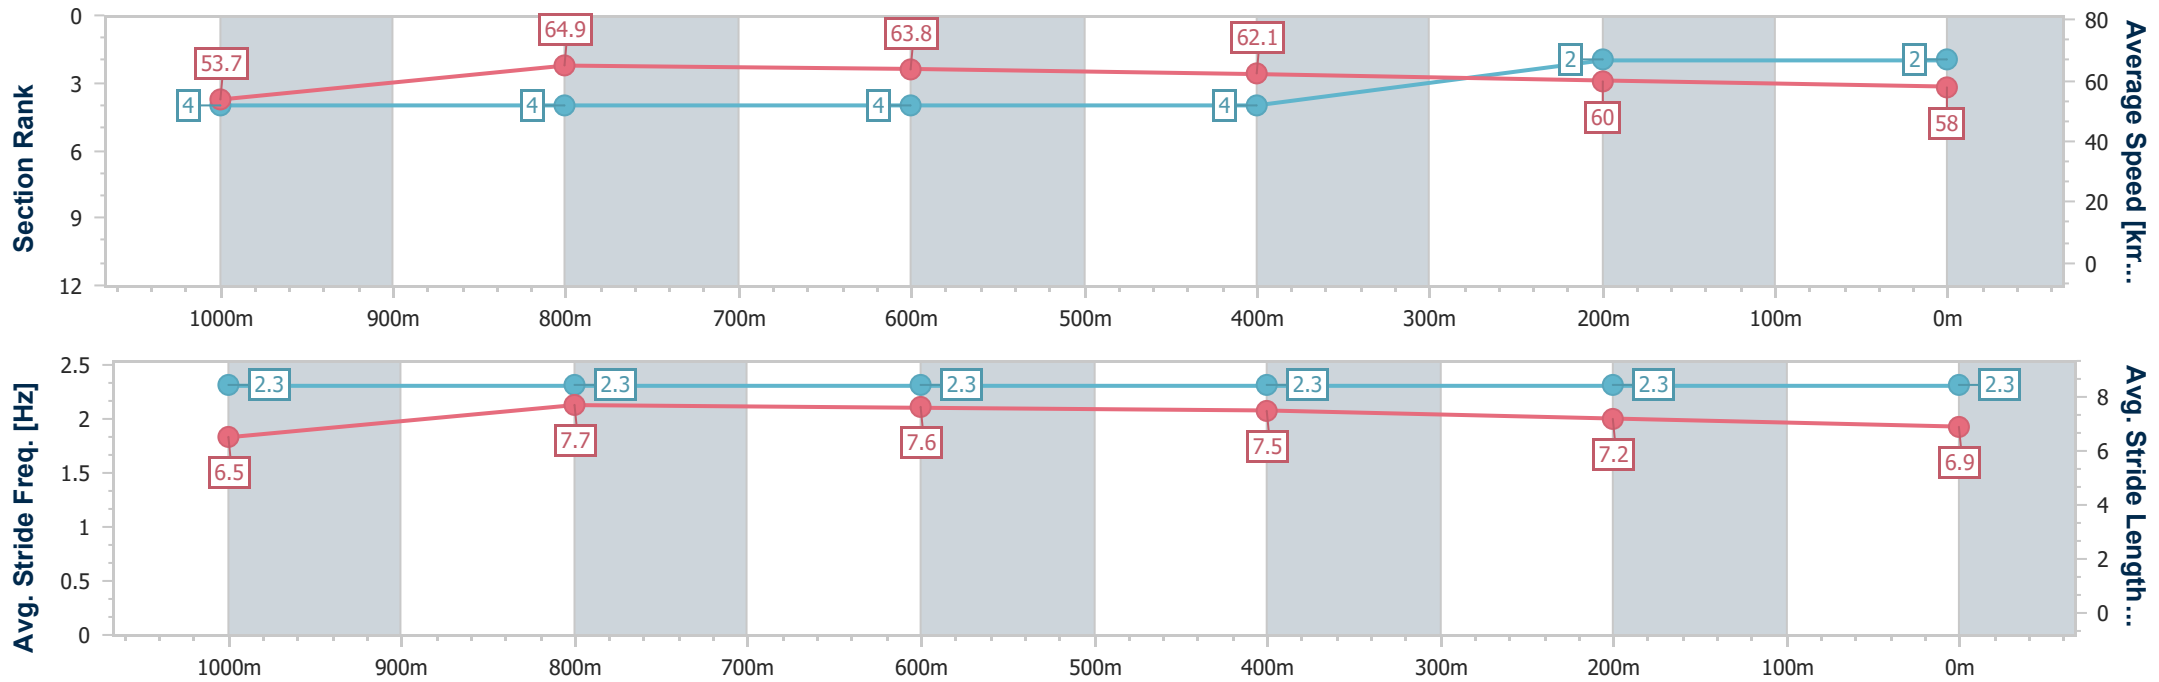 Section Rank
0
3
6
9
12
53.7
64.9
63.8
62.1
60
58
4
4
4
4
2
2
80
60
40
20
0
Average Speed [km...
1000m
900m
800m
700m
600m
500m
400m
300m
200m
100m
0m
Avg. Stride Freq. [Hz]
2.5
2
1.5
1
0.5
0
2.3
2.3
2.3
2.3
2.3
2.3
6.5
7.7
7.6
7.5
7.2
6.9
8
6
4
2
0
Avg. Stride Length...
1000m
900m
800m
700m
600m
500m
400m
300m
200m
100m
0m